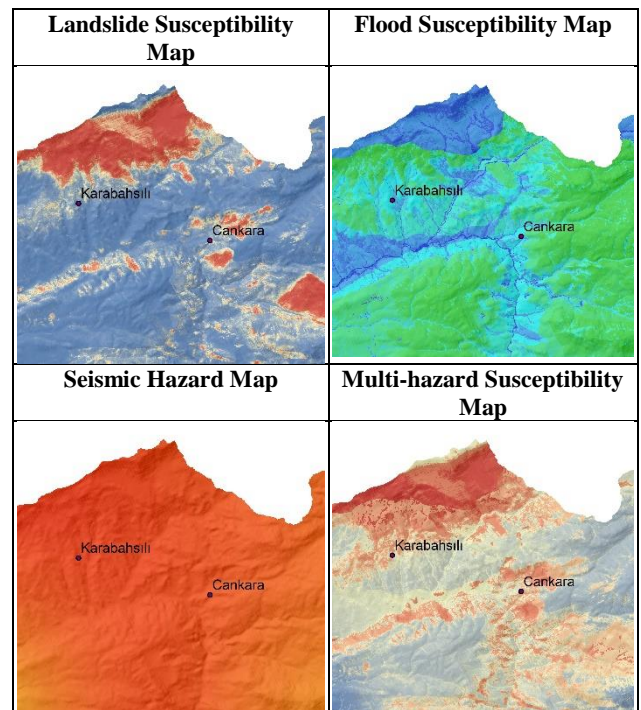 Landslide Susceptibility
Map
Flood Susceptibility Map
Karabahsılı
Cankara
Karabahsılı
Cankara
Seismic Hazard Map
Multi-hazard Susceptibility
Map
Karabahsılı
Cankara
Karabahsılı
Cankara